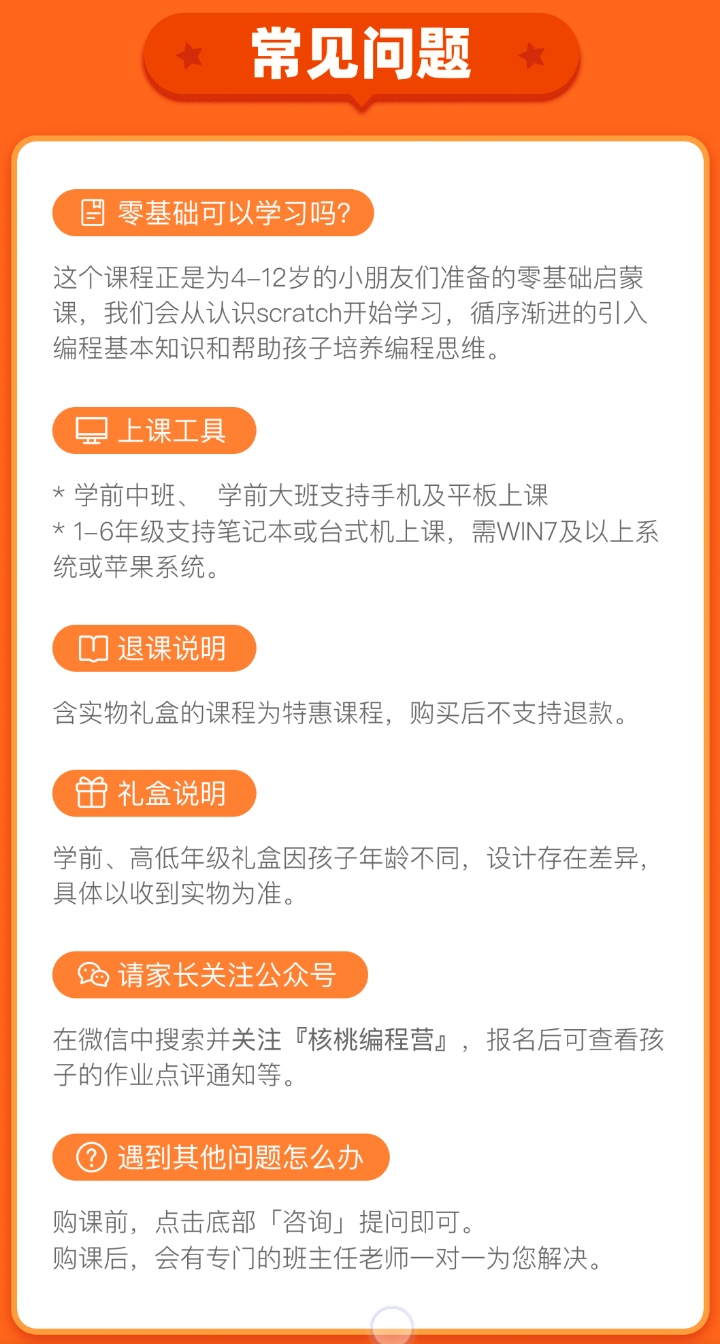 常见问题
零基础可以学习吗?
这个课程正是为4-12岁的小朋友们准备的零基础启蒙
课，我们会从认识scratch开始学习，循序渐进的引入
编程基本知识和帮助孩子培养编程思维。
上课工具
* 学前中班、 学前大班支持手机及平板上课
* 1-6年级支持笔记本或台式机上课，需WIN7及以上系
统或苹果系统。
退课说明
含实物礼盒的课程为特惠课程，购买后不支持退款。
礼盒说明
学前、高低年级礼盒因孩子年龄不同，设计存在差异，
具体以收到实物为准。
请家长关注公众号
在微信中搜索并关注『核桃编程营』，报名后可查看孩
子的作业点评通知等。
遇到其他问题怎么办
购课前，点击底部「咨询」提问即可。
购课后，会有专门的班主任老师一对一为您解决。